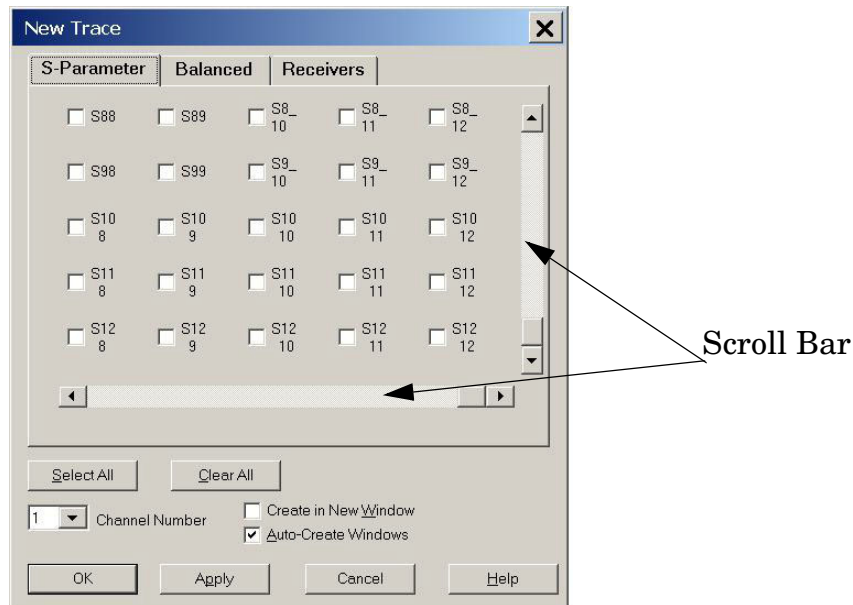 New Trace
S-Parameter Balanced Receivers
S88 S89 S8_ 10 S8_ 11 S8_ 12
S98 S99 S9_ 10 S9_ 11 S9_ 12
S10 8 S10 9 S10 10 S10 11 S10 12
S11 8 S11 9 S11 10 S11 11 S11 12
S12 8 S12 9 S12 10 S12 11 S12 12
Scroll Bar
Select All Clear All
1 Channel Number Create in New Window
Auto-Create Windows
OK Apply Cancel Help